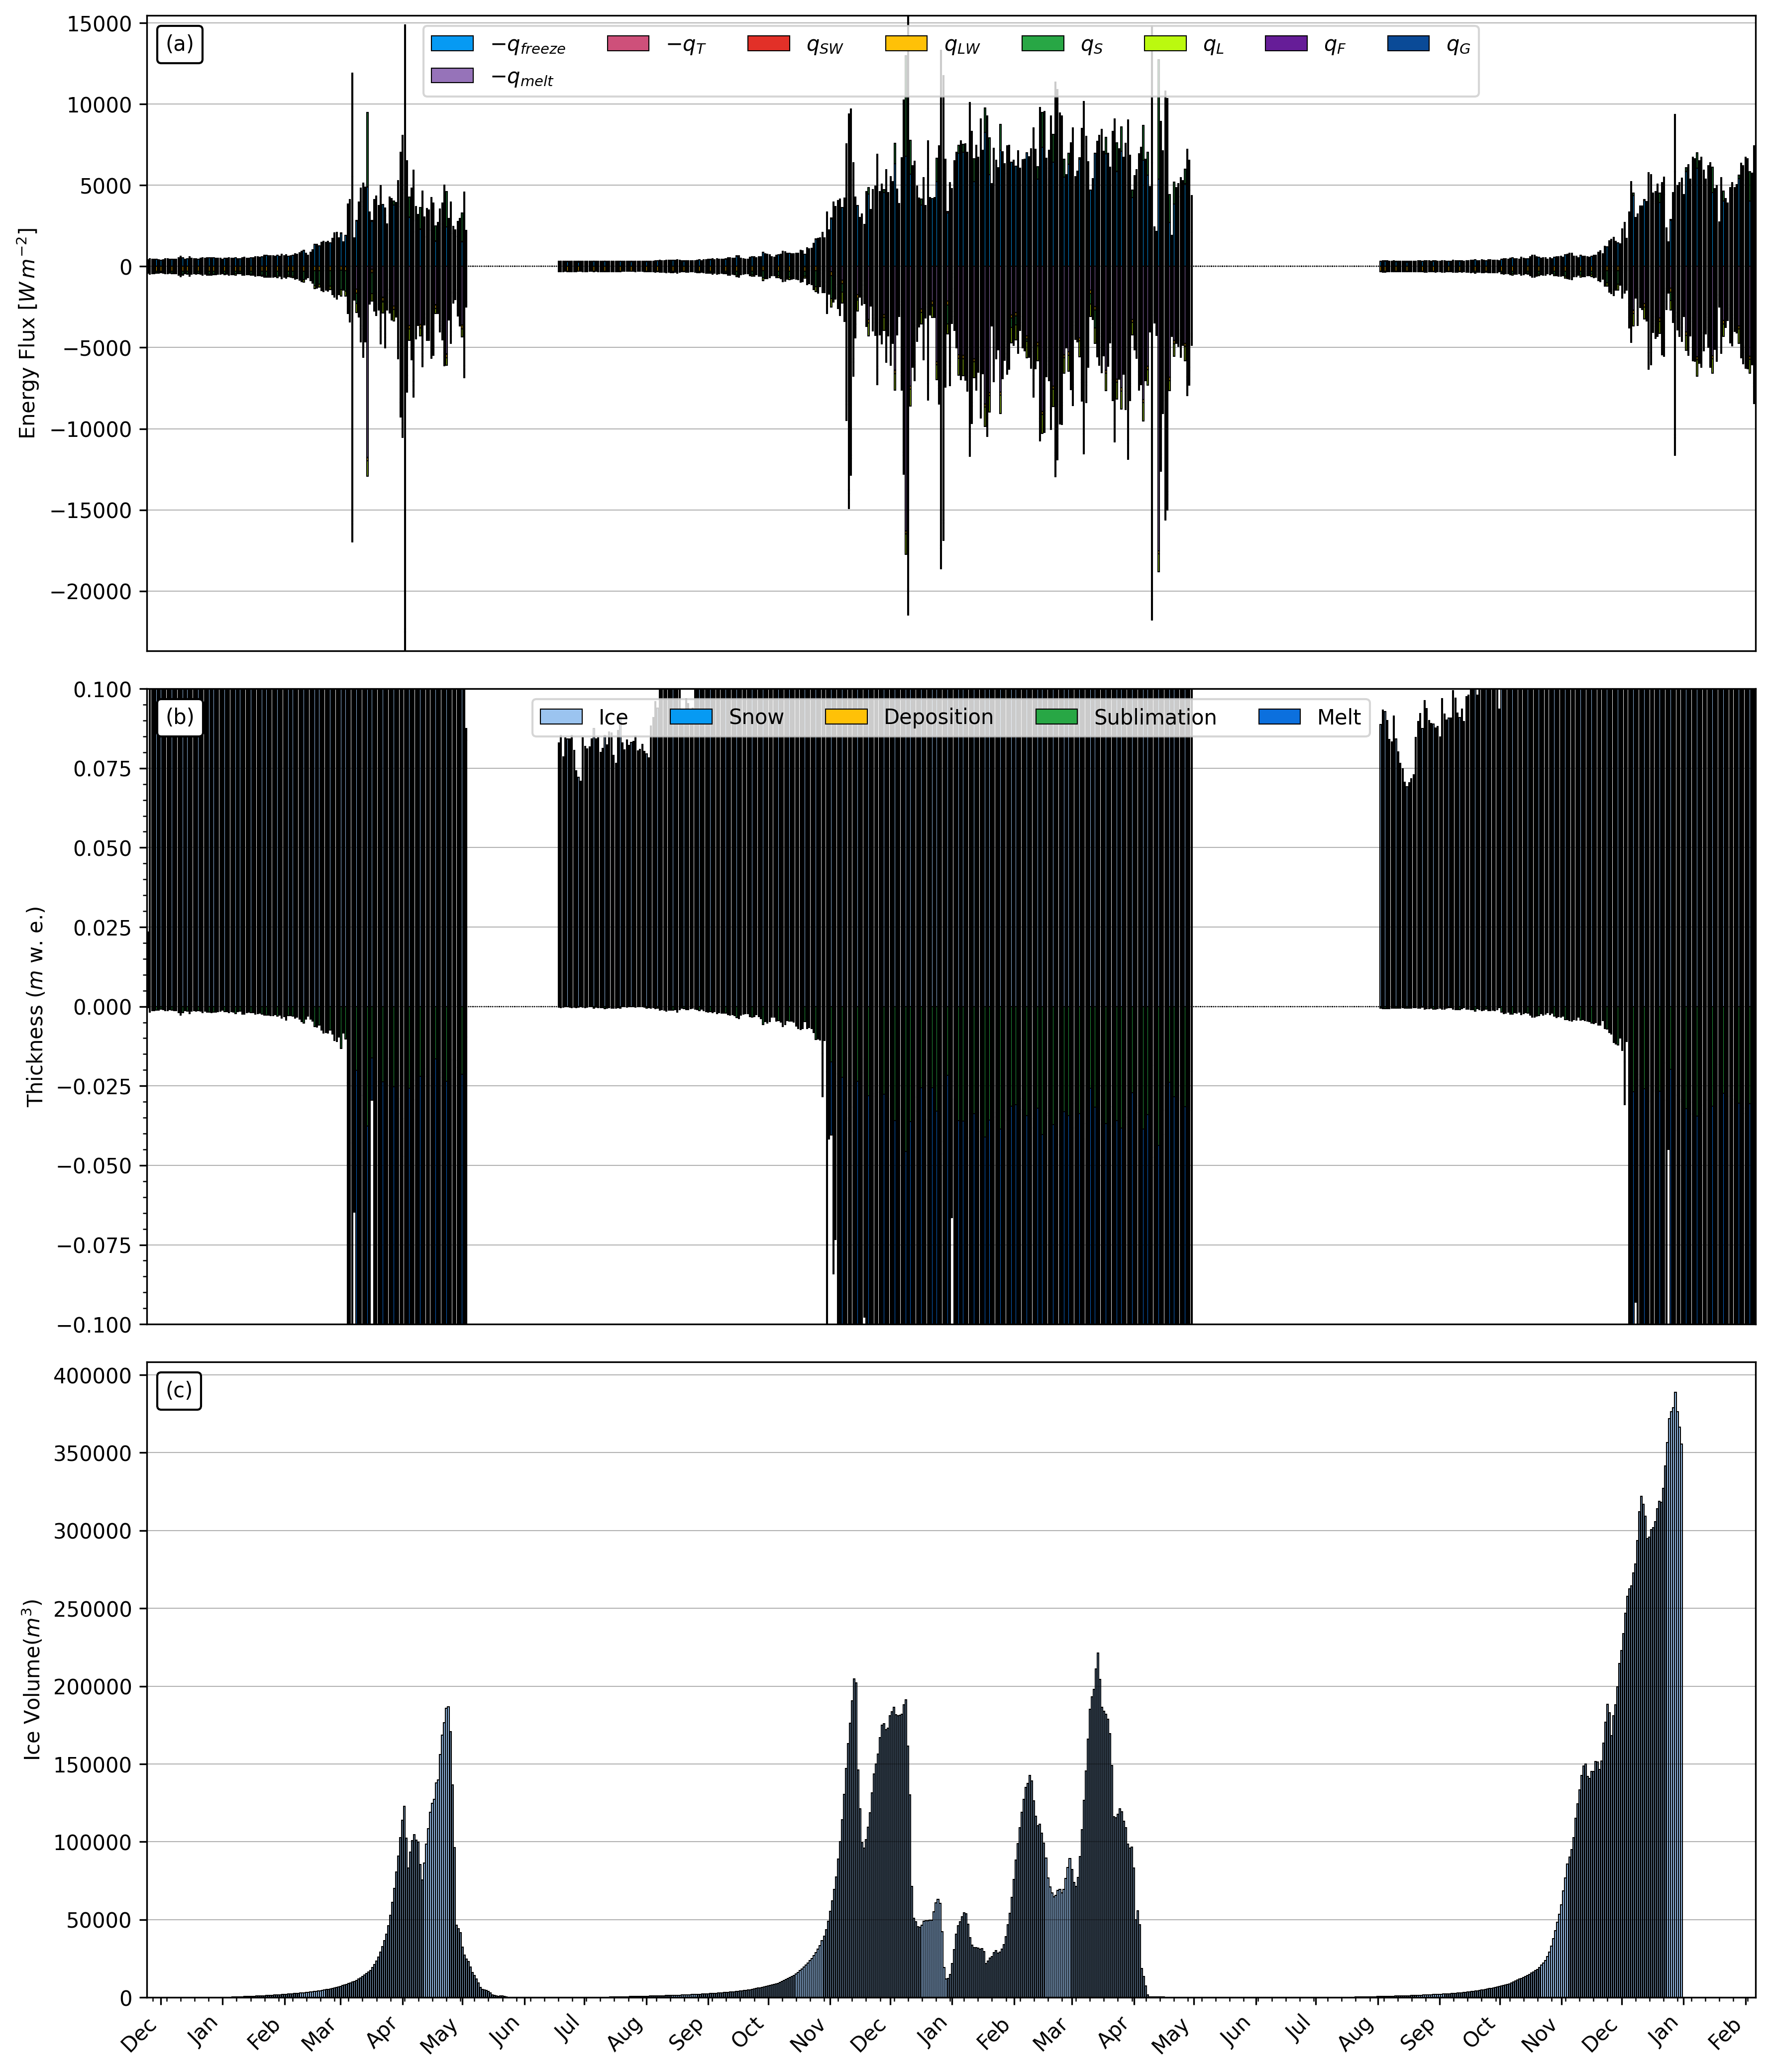 (a)
−q_freeze −q_T q_SW q_LW q_S q_L q_F q_G
−q_melt
Energy Flux [W m⁻²]
15000
10000
5000
0
−5000
−10000
−15000
−20000
(b)
Ice Snow Deposition Sublimation Melt
Thickness (m w. e.)
0.100
0.075
0.050
0.025
0.000
−0.025
−0.050
−0.075
−0.100
(c)
Ice Volume(m³)
400000
350000
300000
250000
200000
150000
100000
50000
0
Dec Jan Feb Mar Apr May Jun Jul Aug Sep Oct Nov Dec Jan Feb Mar Apr May Jun Jul Aug Sep Oct Nov Dec Jan Feb